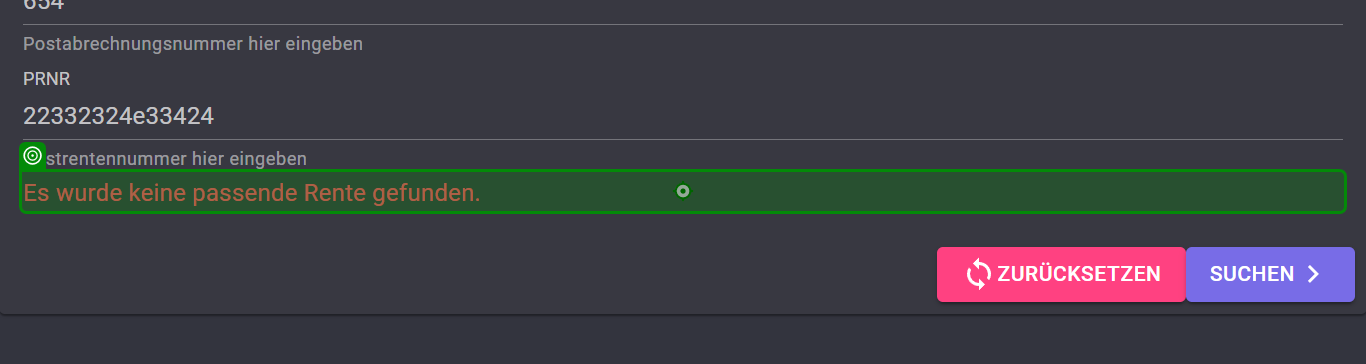 654
Postabrechnungsnummer hier eingeben
PRNR
22332324e33424
strentennummer hier eingeben
Es wurde keine passende Rente gefunden.
ZURÜCKSETZEN
SUCHEN